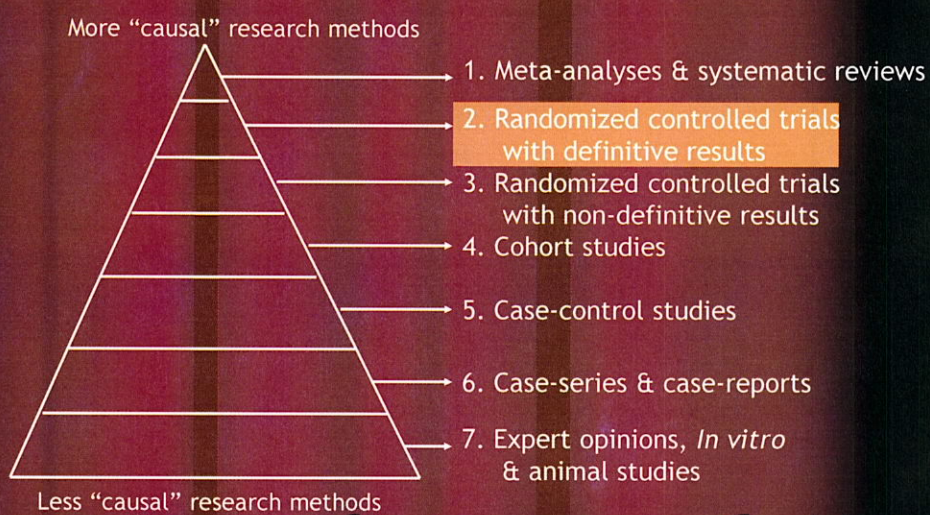 More “causal” research methods
1. Meta-analyses & systematic reviews
2. Randomized controlled trials
with definitive results
3. Randomized controlled trials
with non-definitive results
4. Cohort studies
5. Case-control studies
6. Case-series & case-reports
7. Expert opinions, In vitro
& animal studies
Less “causal” research methods